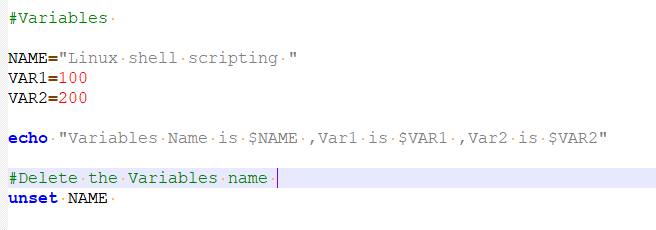 #Variables
NAME="Linux shell scripting "
VAR1=100
VAR2=200
echo "Variables Name is $NAME ,Var1 is $VAR1 ,Var2 is $VAR2"
#Delete the Variables name
unset NAME